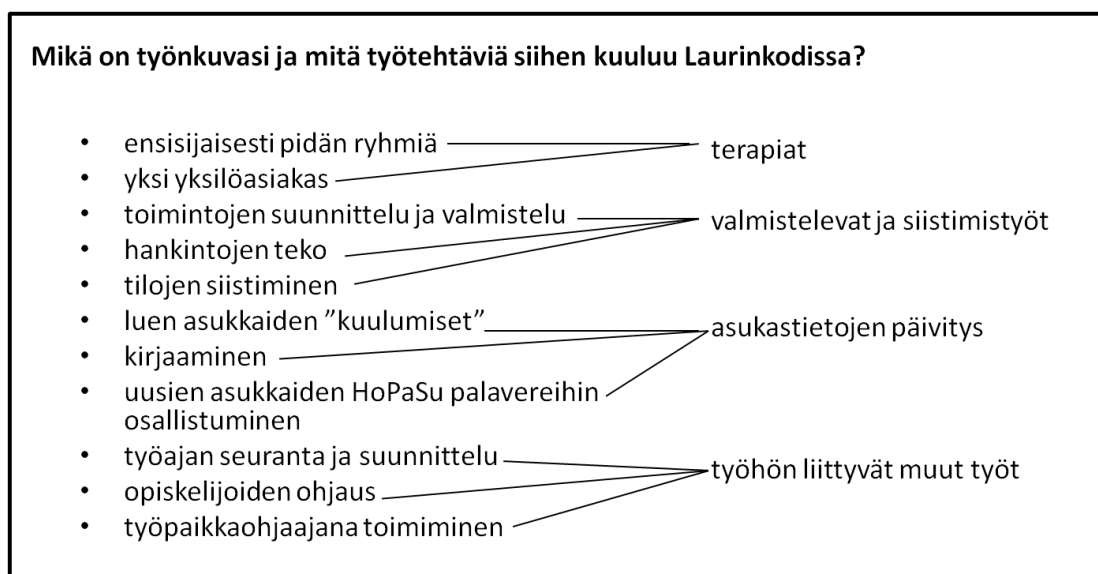 Mikä on työnkuvasi ja mitä työtehtäviä siihen kuuluu Laurinkodissa?
• ensisijaisesti pidän ryhmiä
• yksi yksilöasiakas
• toimintojen suunnittelu ja valmistelu
• hankintojen teko
• tilojen siistiminen
• luen asukkaiden ”kuulumiset”
• kirjaaminen
• uusien asukkaiden HoPaSu palavereihin
osallistuminen
• työajan seuranta ja suunnittelu
• opiskelijoiden ohjaus
• työpaikkaohjaajana toimiminen
terapiat
valmistelevat ja siistimistyöt
asukastietojen päivitys
työhön liittyvät muut työt